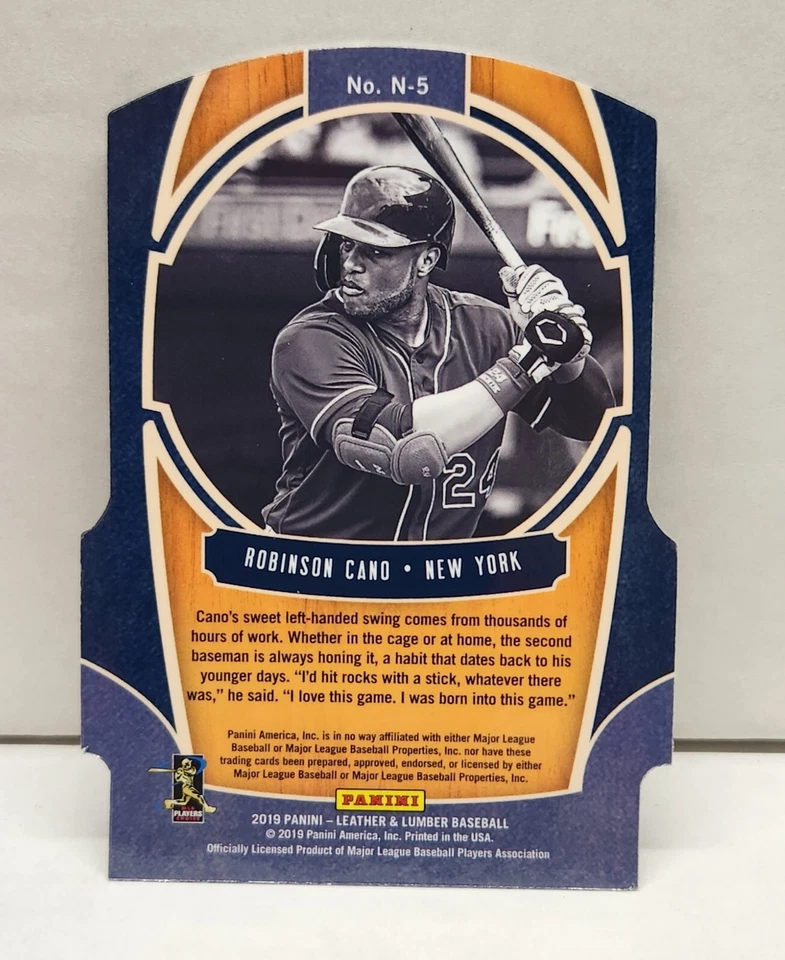 No. N-5
First
Fir
24
24
ROBINSON CANO • NEW YORK
Cano's sweet left-handed swing comes from thousands of
hours of work. Whether in the cage or at home, the second
baseman is always honing it, a habit that dates back to his
younger days. “I'd hit rocks with a stick, whatever there
was,” he said. “I love this game. I was born into this game.”
Panini America, Inc. is in no way affiliated with either Major League
Baseball or Major League Baseball Properties, Inc. nor have these
trading cards been prepared, approved, endorsed, or licensed by either
Major League Baseball or Major League Baseball Properties, Inc.
PLAYERS
PANINI
2019 PANINI – LEATHER & LUMBER BASEBALL
© 2019 Panini America, Inc. Printed in the USA.
Officially Licensed Product of Major League Baseball Players Association